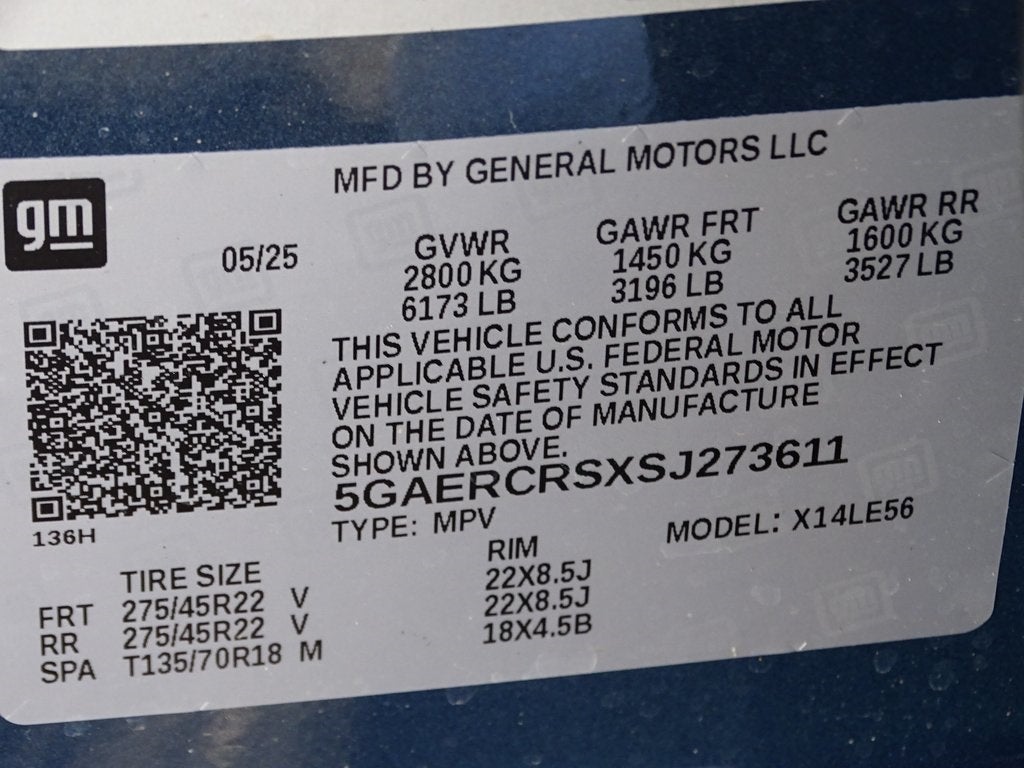 MFD BY GENERAL MOTORS LLC
gm
05/25
GVWR GAWR FRT GAWR RR
2800 KG 1450 KG 1600 KG
6173 LB 3196 LB 3527 LB
THIS VEHICLE CONFORMS TO ALL
APPLICABLE U.S. FEDERAL MOTOR
VEHICLE SAFETY STANDARDS IN EFFECT
ON THE DATE OF MANUFACTURE
SHOWN ABOVE.
5GAERCRSXSJ273611
136H
TYPE: MPV MODEL: X14LE56
TIRE SIZE RIM
FRT 275/45R22 V 22X8.5J
RR 275/45R22 V 22X8.5J
SPA T135/70R18 M 18X4.5B